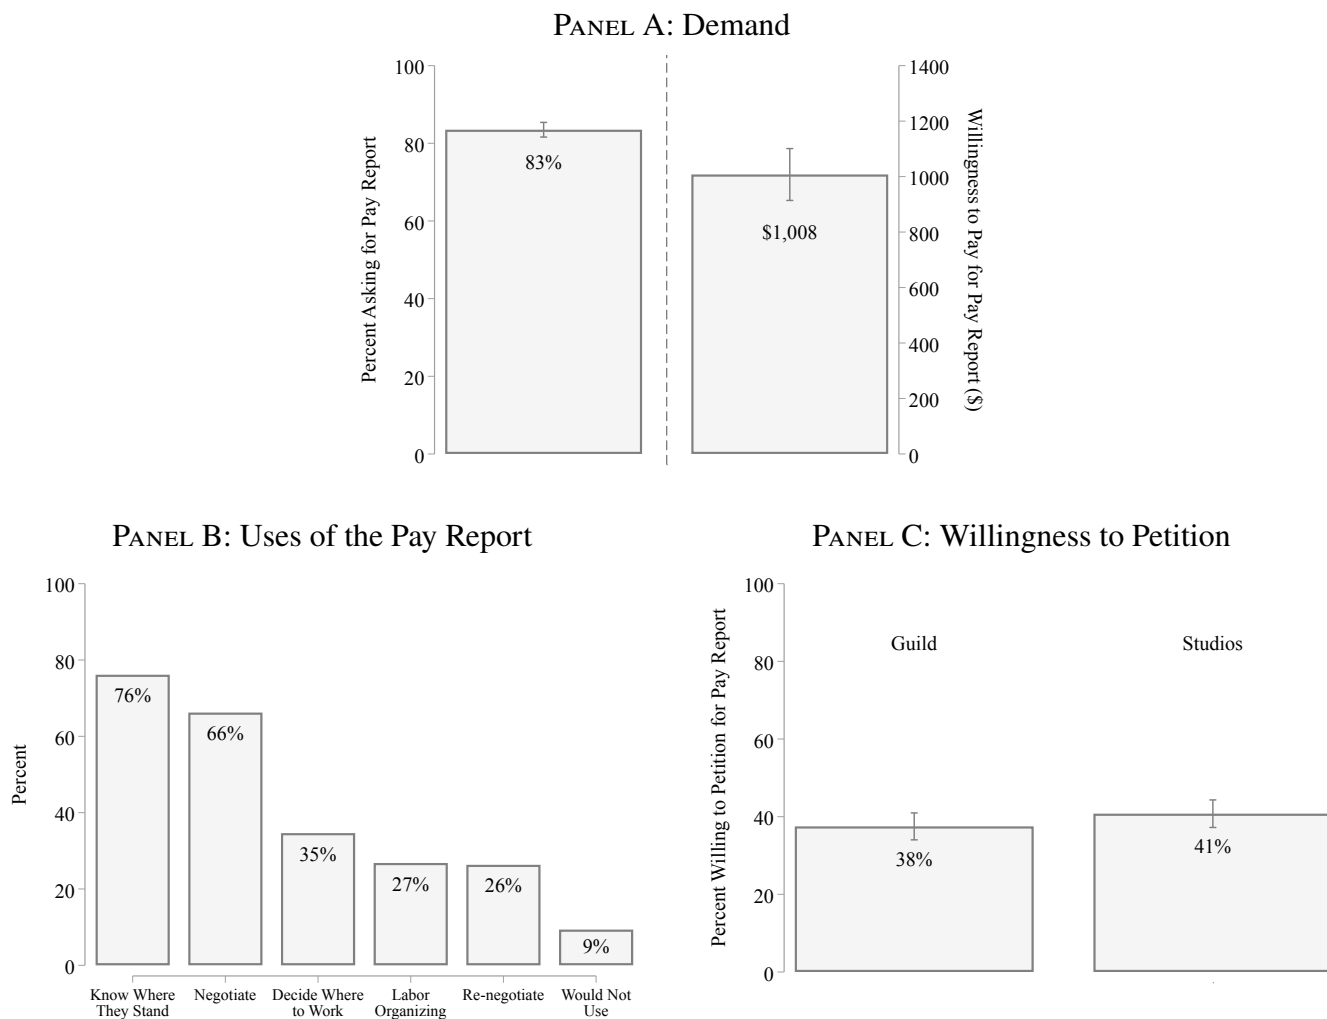 PANEL A: Demand
100
80
60
40
20
0
Percent Asking for Pay Report
83%
$1,008
1400
1200
1000
800
600
400
200
0
Willingness to Pay for Pay Report ($)
PANEL B: Uses of the Pay Report
100
80
60
40
20
0
Percent
76%
66%
35%
27%
26%
9%
Know Where
They Stand
Negotiate
Decide Where
to Work
Labor
Organizing
Re-negotiate
Would Not
Use
PANEL C: Willingness to Petition
100
80
60
40
20
0
Percent Willing to Petition for Pay Report
Guild
Studios
38%
41%